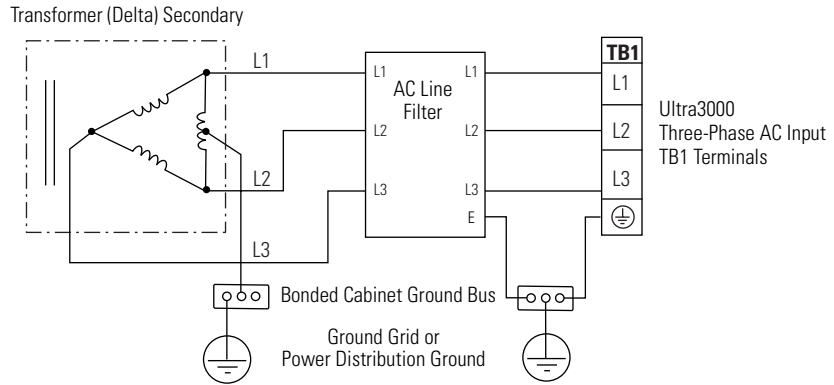 Transformer (Delta) Secondary
L1
L2
L3
L1
L2
L3
AC Line
Filter
L1
L2
L3
E
TB1
L1
L2
L3
Ultra3000
Three-Phase AC Input
TB1 Terminals
Bonded Cabinet Ground Bus
Ground Grid or
Power Distribution Ground